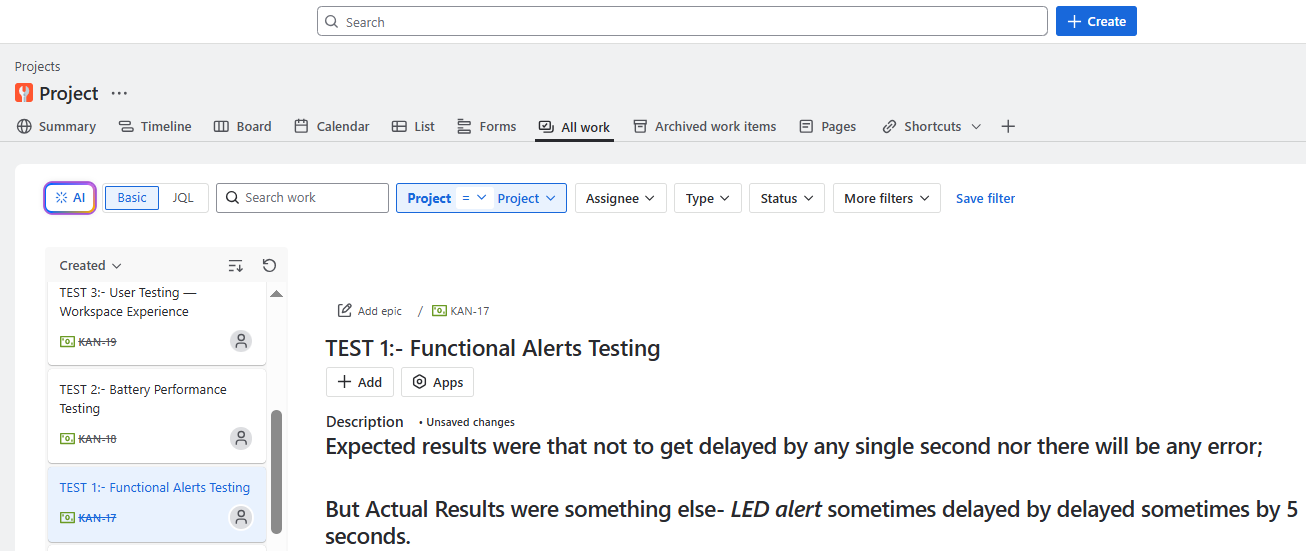 Search
Create
Projects
Project
Summary Timeline Board Calendar List Forms All work Archived work items Pages Shortcuts
AI Basic JQL Search work Project = Project Assignee Type Status More filters Save filter
Created
TEST 3:- User Testing —
Workspace Experience
KAN-19
TEST 2:- Battery Performance
Testing
KAN-18
TEST 1:- Functional Alerts Testing
KAN-17
Add epic / KAN-17
TEST 1:- Functional Alerts Testing
Add Apps
Description • Unsaved changes
Expected results were that not to get delayed by any single second nor there will be any error;
But Actual Results were something else- LED alert sometimes delayed by delayed sometimes by 5
seconds.